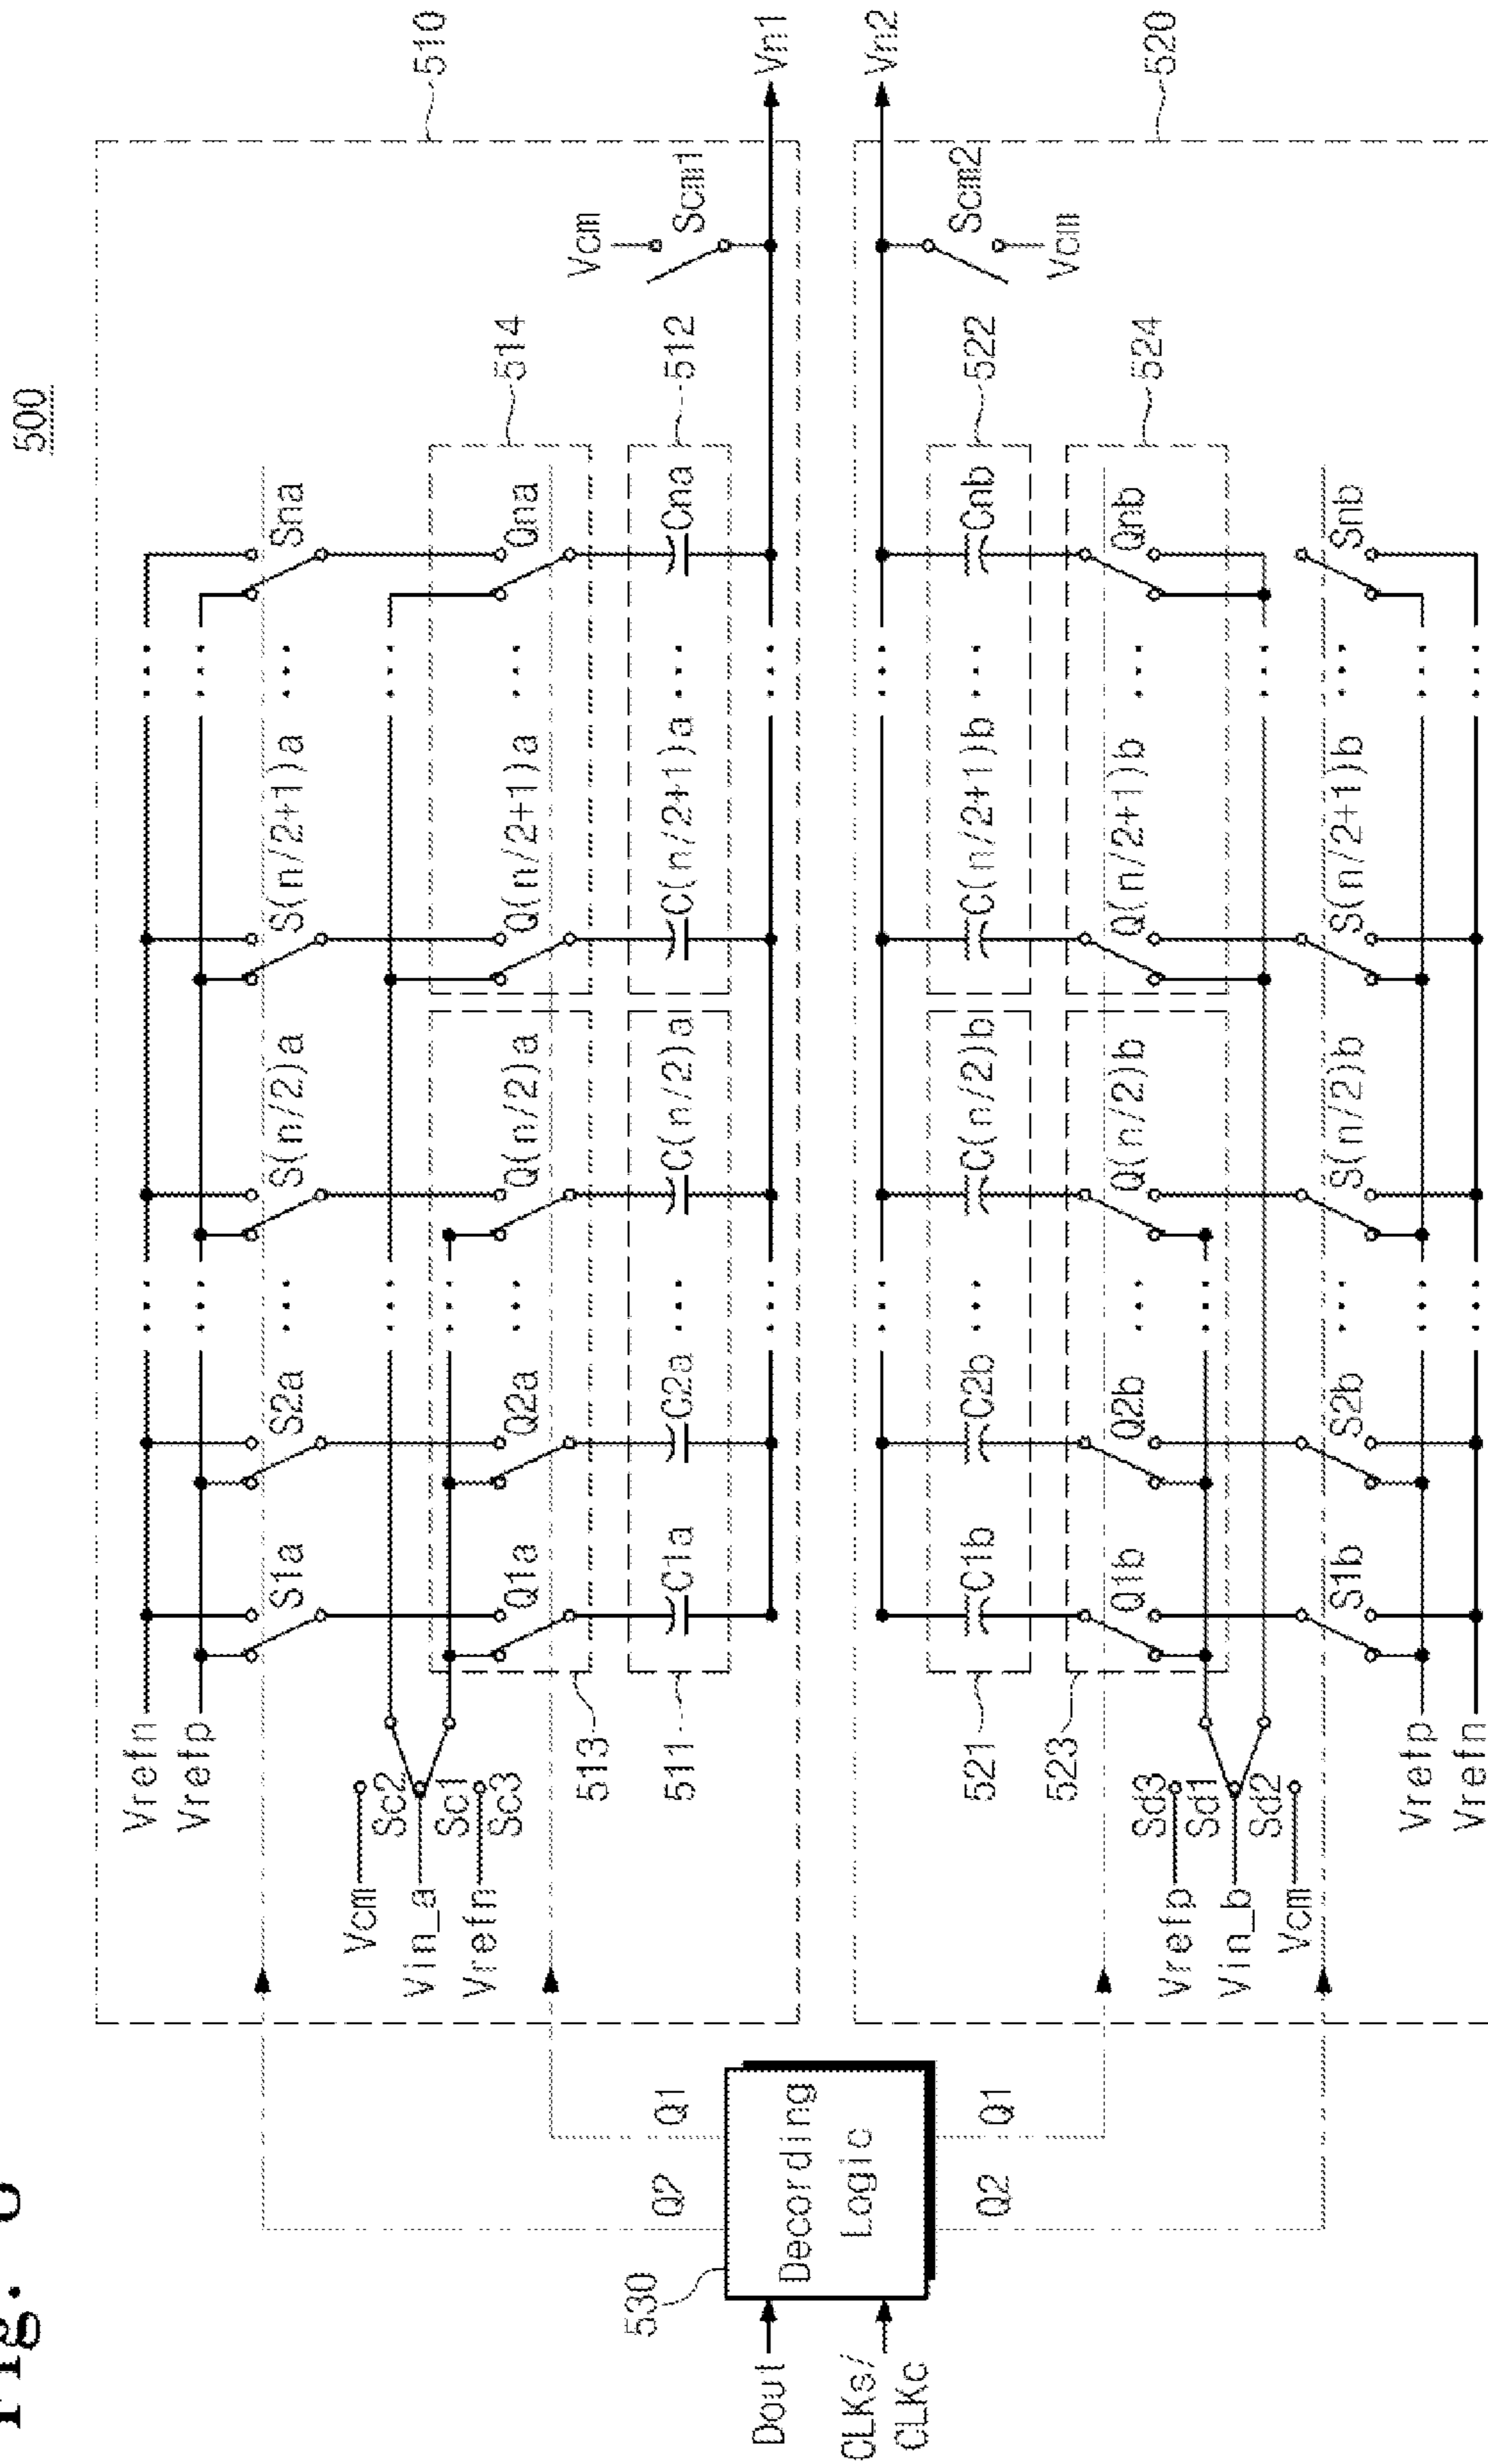 Fig.
500
510
Vrefn
Vrefp
S1a
S2a
...
S(n/2)a
S(n/2+1)a
...
Sna
514
Vcm
Sc2
Vin_a
Sc1
Vrefn
Sc3
Q1a
Q2a
...
Q(n/2)a
Q(n/2+1)a
...
Qna
513
512
511
C1a
C2a
...
C(n/2)a
C(n/2+1)a
...
Cna
Vcm
Scm1
Vn1
530
Dout
CLKs/
CLKc
Decording
Logic
Q2
Q1
Q2
Q1
Vn2
Scm2
Vcm
521
C1b
C2b
...
C(n/2)b
C(n/2+1)b
...
Cnb
522
523
Q1b
Q2b
...
Q(n/2)b
Q(n/2+1)b
...
Qnb
524
Vrefp
Sd3
Sd1
Vin_b
Sd2
Vcm
S1b
S2b
...
S(n/2)b
S(n/2+1)b
...
Snb
Vrefp
Vrefn
520